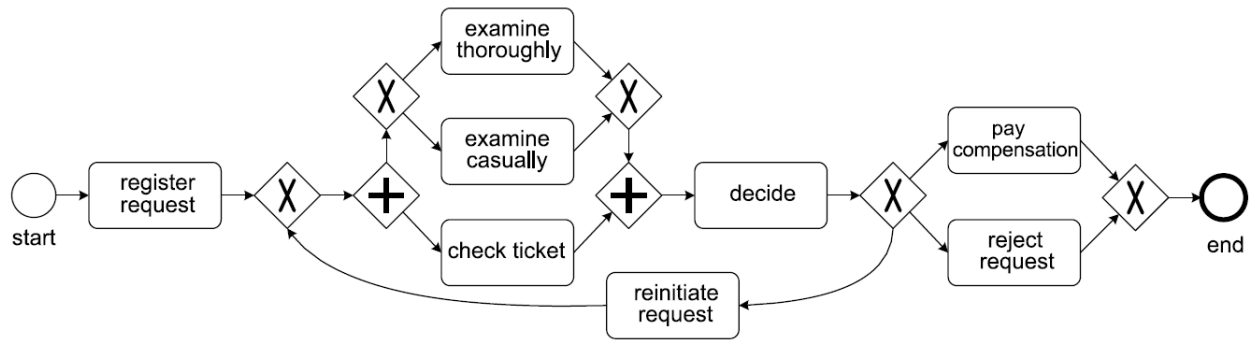 start
register
request
X
+
X
examine
thoroughly
examine
casually
check ticket
X
+
decide
X
reinitiate
request
pay
compensation
reject
request
X
end